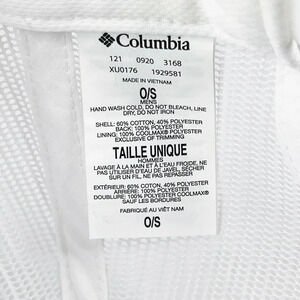 Columbia
121 0920 3168
XU0176 1929581
O/S
MENS
HAND WASH COLD, DO NOT BLEACH, LINE
DRY, DO NOT IRON
SHELL: 60% COTTON, 40% POLYESTER
BACK: 100% POLYESTER
LINING: 100% COOLMAX® POLYESTER
EXCLUSIVE OF TRIMMING
TAILLE UNIQUE
HOMMES
LAVAGE À LA MAIN ET À L'EAU FROIDE, NE
PAS UTILISER D'EAU DE JAVEL, SÉCHER
SUR UN FIL, NE PAS REPASSER
EXTÉRIEUR: 60% COTON, 40% POLYESTER
ARRIÈRE: 100% POLYESTER
DOUBLURE: 100% POLYESTER COOLMAX®
SAUF LES BORDURES
FABRIQUÉ AU VIÊT NAM
O/S